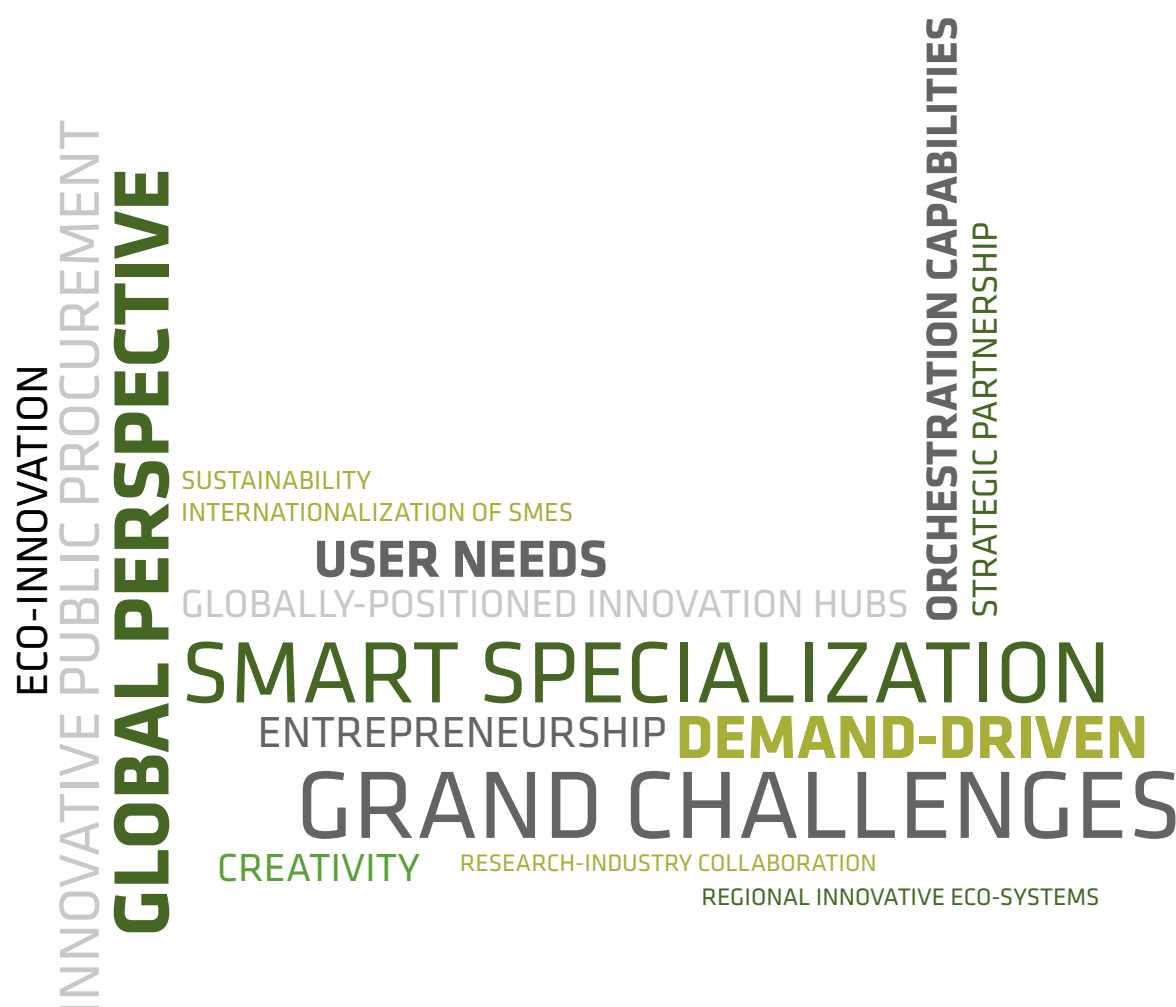 ECO-INNOVATION
INNOVATIVE PUBLIC PROCUREMENT
GLOBAL PERSPECTIVE
ORCHESTRATION CAPABILITIES
STRATEGIC PARTNERSHIP
SUSTAINABILITY
INTERNATIONALIZATION OF SMES
USER NEEDS
GLOBALLY-POSITIONED INNOVATION HUBS
SMART SPECIALIZATION
ENTREPRENEURSHIP DEMAND-DRIVEN
GRAND CHALLENGES
CREATIVITY RESEARCH-INDUSTRY COLLABORATION
REGIONAL INNOVATIVE ECO-SYSTEMS